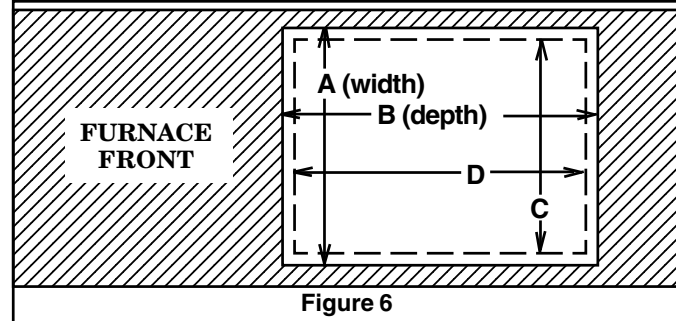 A (width)
B (depth)
FURNACE
FRONT
D
C
Figure 6